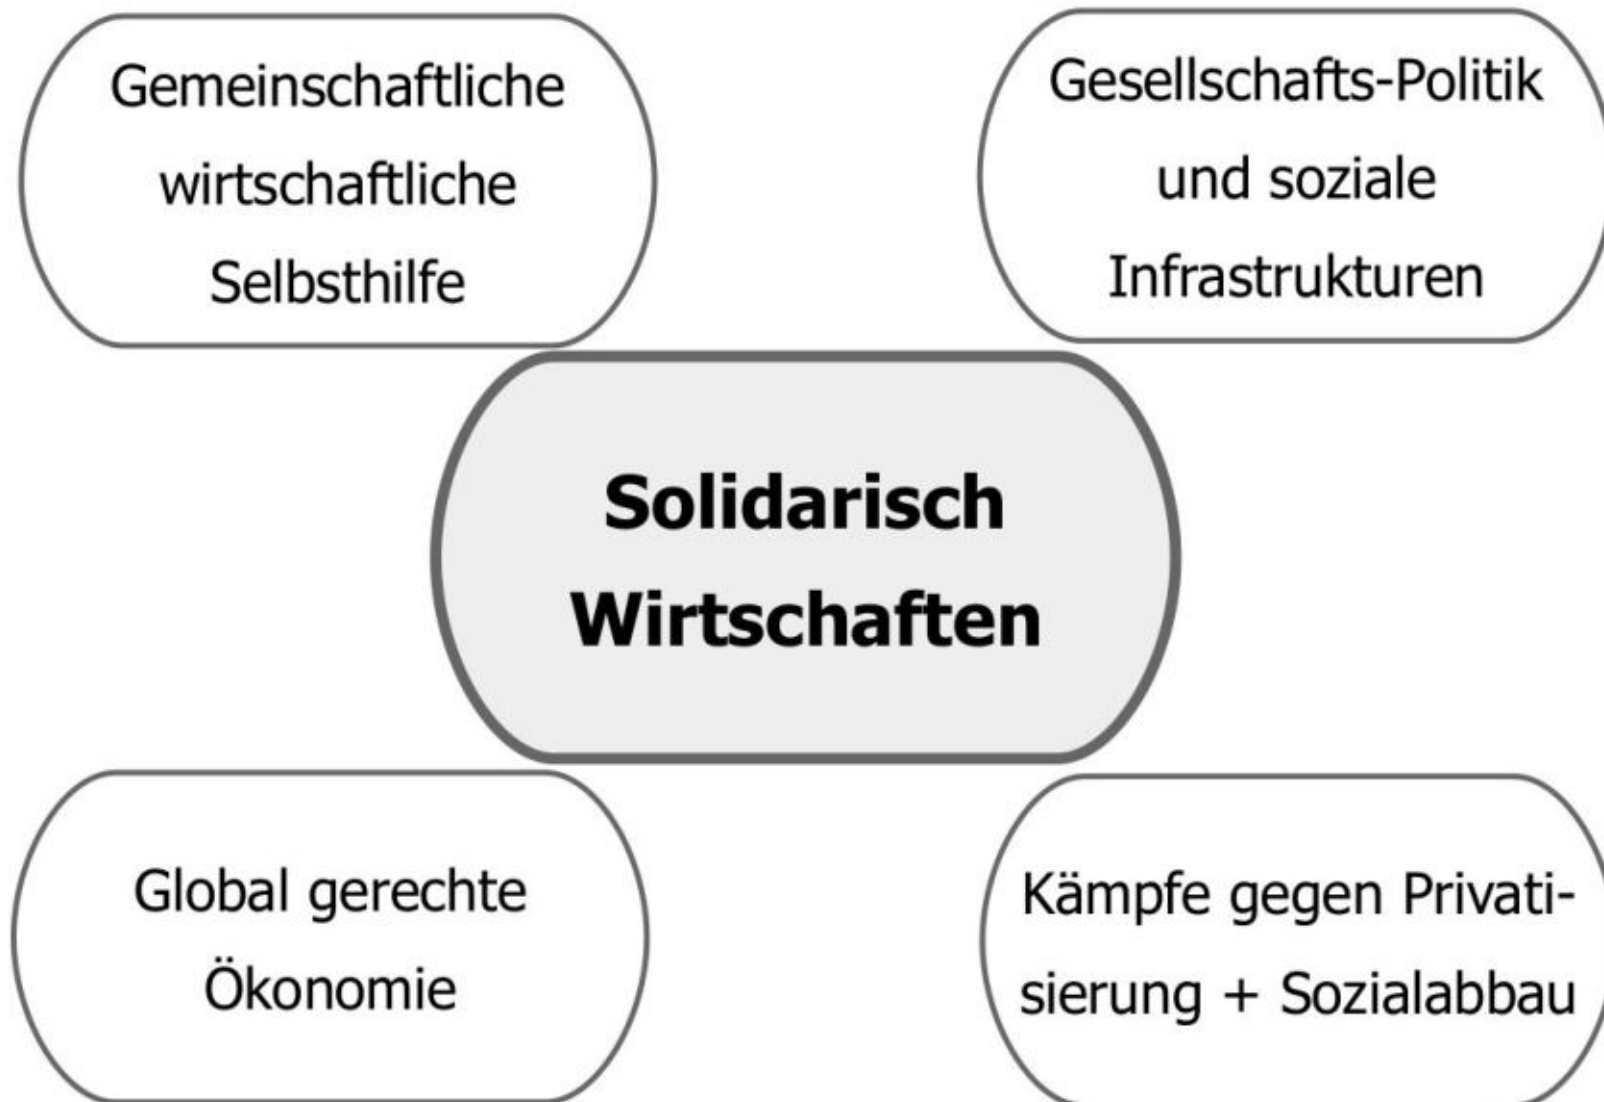 Gemeinschaftliche
wirtschaftliche
Selbsthilfe
Gesellschafts-Politik
und soziale
Infrastrukturen
Solidarisch
Wirtschaften
Global gerechte
Ökonomie
Kämpfe gegen Privati-
sierung + Sozialabbau